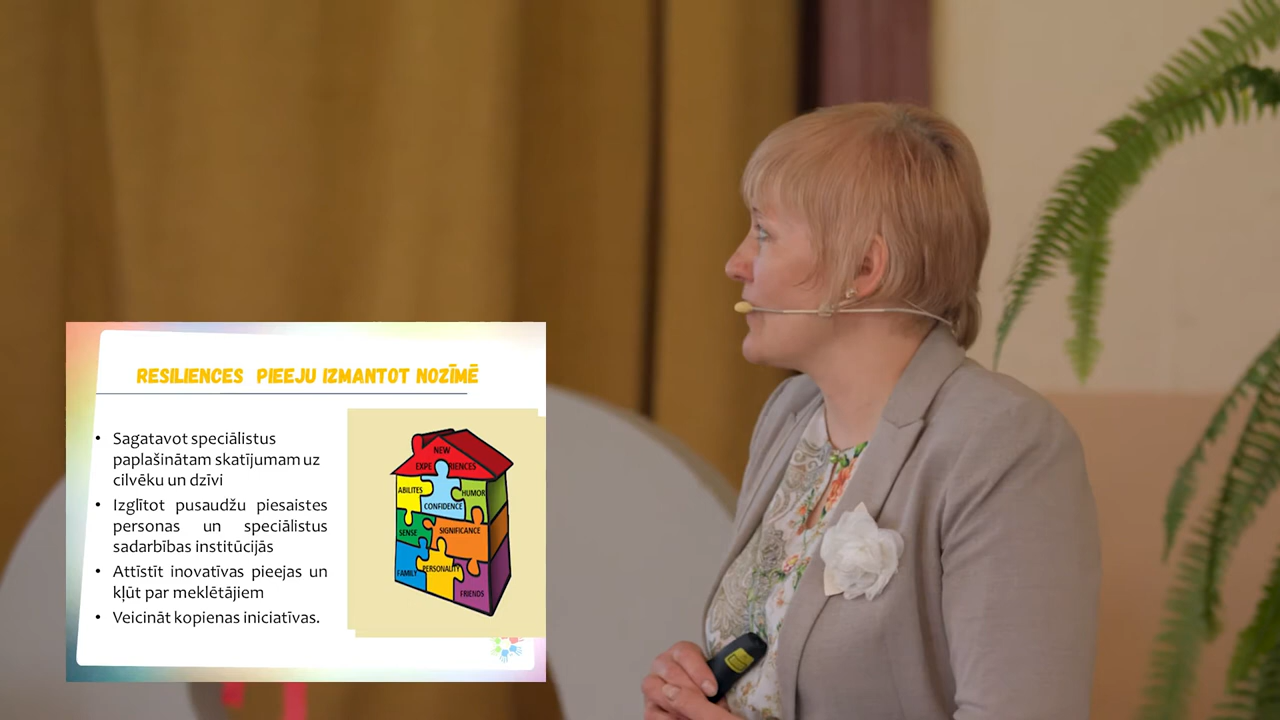 RESILIENCES PIEEJU IZMANTOT NOZĪMĒ
• Sagatavot speciālistus
paplašinātam skatījumam uz
cilvēku un dzīvi
• Izglītot pusaudžu piesaistes
personas un speciālistus
sadarbības institūcijās
• Attīstīt inovatīvas pieejas un
kļūt par meklētājiem
• Veicināt kopienas iniciatīvas.
NEW
EXPE RIENCES
ABILITES
HUMOR
CONFIDENCE
SENSE
SIGNIFICANCE
FAMILY
PERSONALITY
FRIENDS